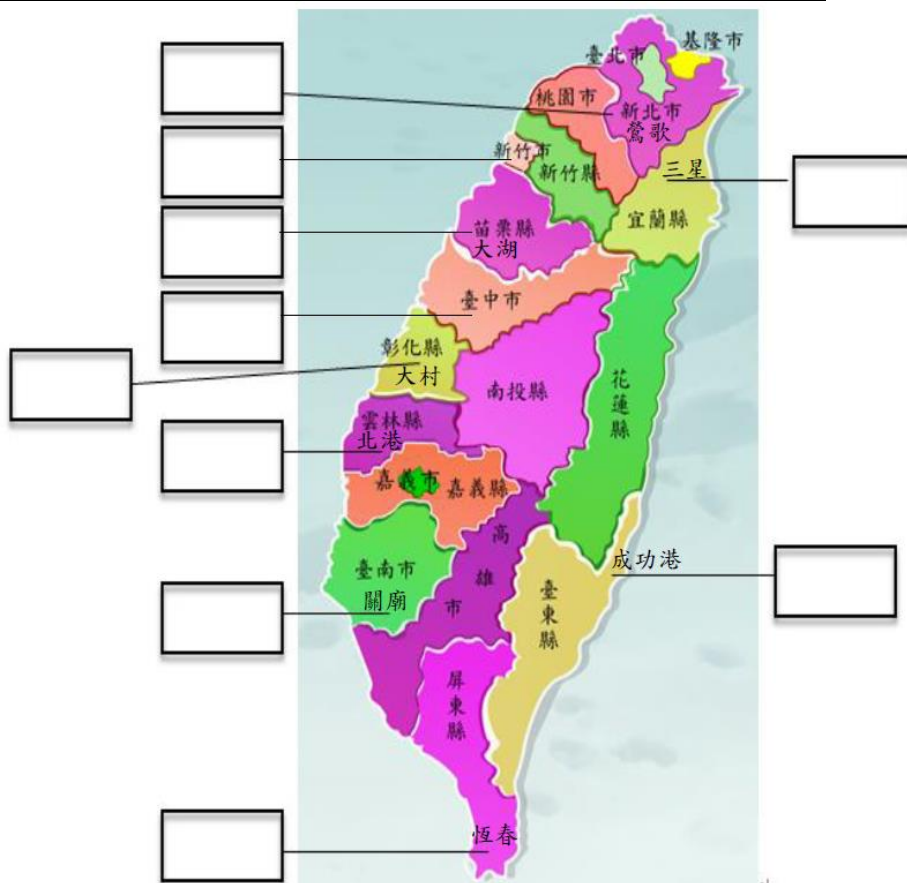 基隆市
臺北市
桃園市
新北市
鶯歌
新竹市
新竹縣
三星
宜蘭縣
苗栗縣
大湖
臺中市
彰化縣
大村
南投縣
花蓮縣
雲林縣
北港
嘉義市
嘉義縣
高雄市
成功港
臺南市
關廟
臺東縣
屏東縣
恆春